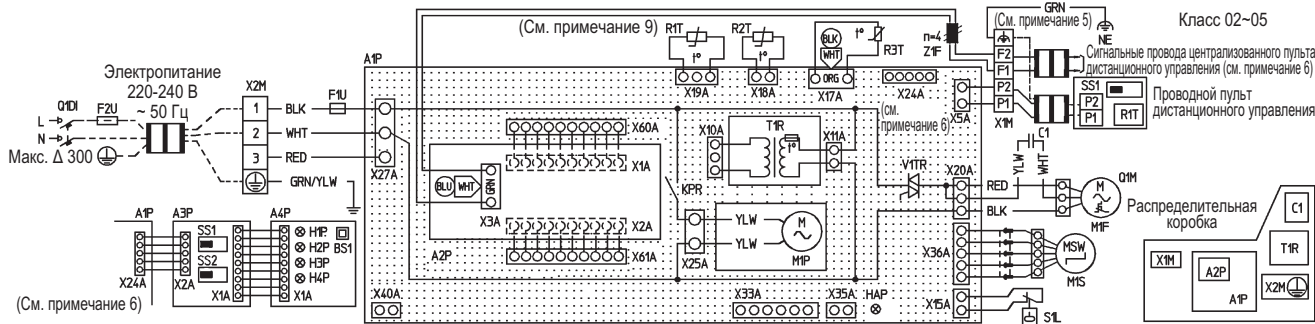 (См. примечание 9)
R1T
t°
R2T
t°
BLK
WHT
t°
R3T
n=4
Z1F
GRN
(См. примечание 5)
NE
Класс 02~05
F2
F1
P2
P1
X1M
Сигнальные провода централизованного пульта
дистанционного управления (см. примечание 6)
SS1
P2
P1
R1T
Проводной пульт
дистанционного управления
A1P
X19A
X18A
ORG
X17A
X24A
X5A
(см.
примечание 6)
Электропитание
220-240 В
~ 50 Гц
Q1DI
L
N
F2U
Макс. Δ 300
X2M
1
2
3
BLK
WHT
RED
GRN/YLW
F1U
X27A
X60A
X1A
BLU
WHT
GRN
X3A
X2A
A2P
X61A
KPR
X10A
T1R
t°
X11A
V1TR
X20A
C1
YLW
WHT
RED
BLK
M
Q1M
M1F
X25A
YLW
YLW
M
M1P
X36A
MSW
M1S
X15A
S1L
X40A
X33A
X35A
HAP
A1P
X24A
(См. примечание 6)
A3P
SS1
SS2
X2A
X1A
A4P
H1P
H2P
H3P
H4P
BS1
X1A
Распределительная
коробка
C1
T1R
X1M
A2P
A1P
X2M